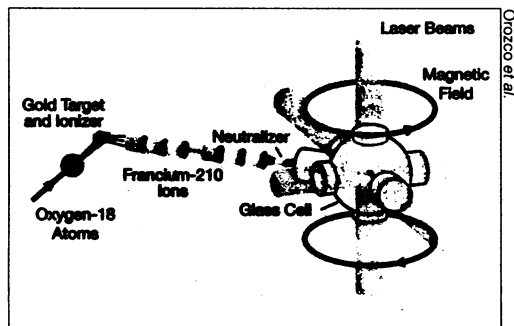 Orozco et al.
Laser Beams
Magnetic
Field
Gold Target
and Ionizer
Neutralizer
Francium-210
Ions
Glass Cell
Oxygen-18
Atoms